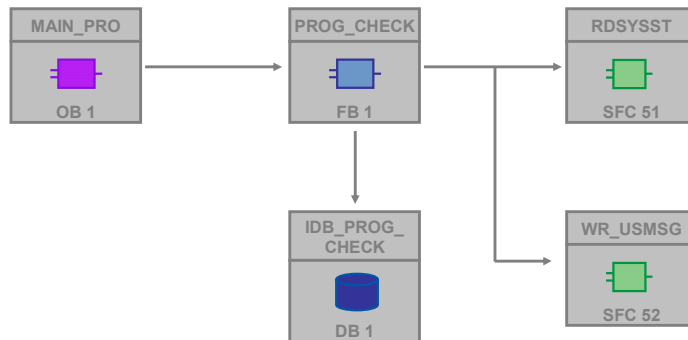 MAIN_PRO
OB 1
PROG_CHECK
FB 1
RDSYSST
SFC 51
IDB_PROG_
CHECK
DB 1
WR_USMSG
SFC 52